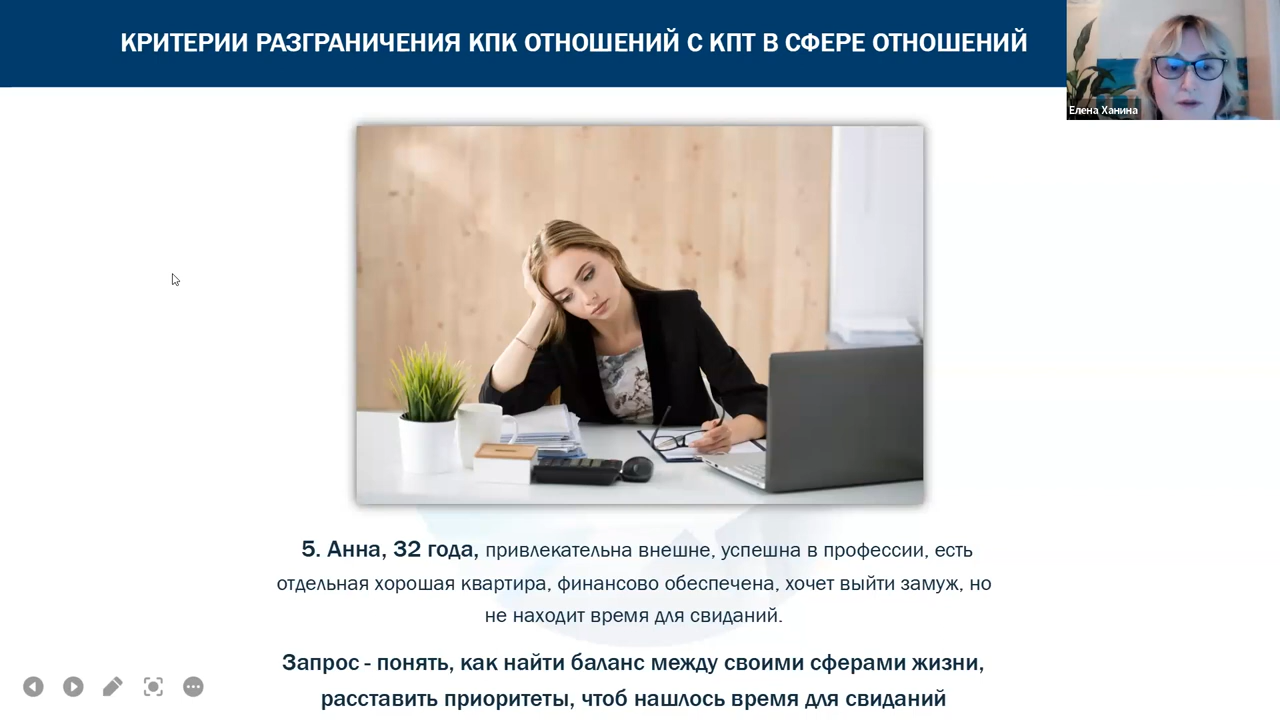 КРИТЕРИИ РАЗГРАНИЧЕНИЯ КПК ОТНОШЕНИЙ С КПТ В СФЕРЕ ОТНОШЕНИЙ
Елена Ханина
5. Анна, 32 года, привлекательна внешне, успешна в профессии, есть
отдельная хорошая квартира, финансово обеспечена, хочет выйти замуж, но
не находит время для свиданий.
Запрос - понять, как найти баланс между своими сферами жизни,
расставить приоритеты, чтоб нашлось время для свиданий